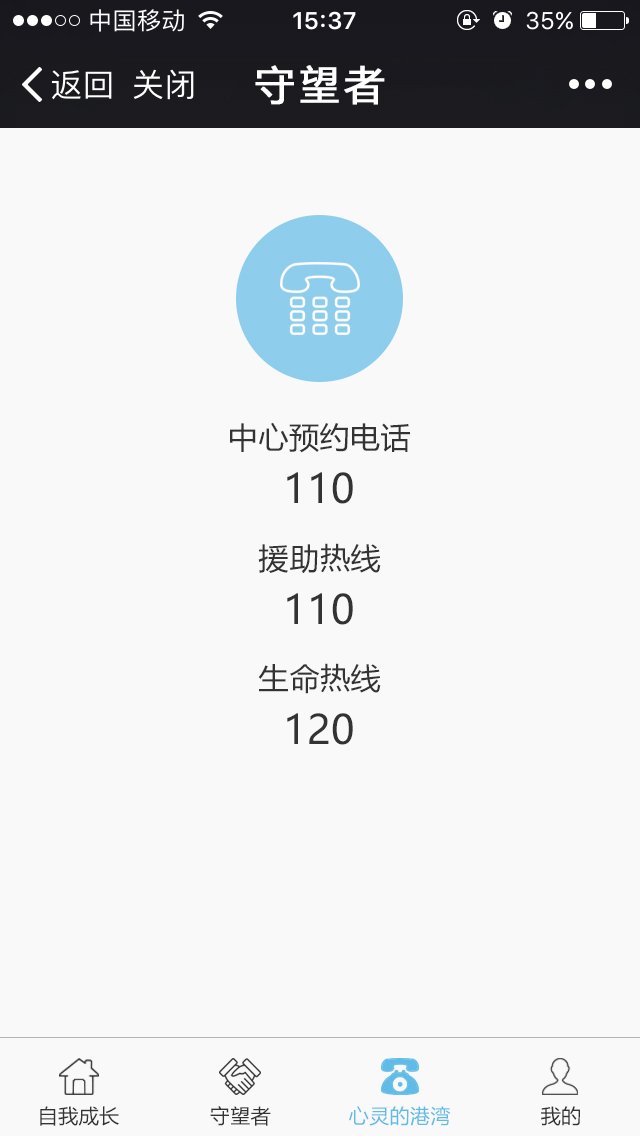 中国移动 15:37 35%
返回 关闭 守望者
中心预约电话
110
援助热线
110
生命热线
120
自我成长 守望者 心灵的港湾 我的